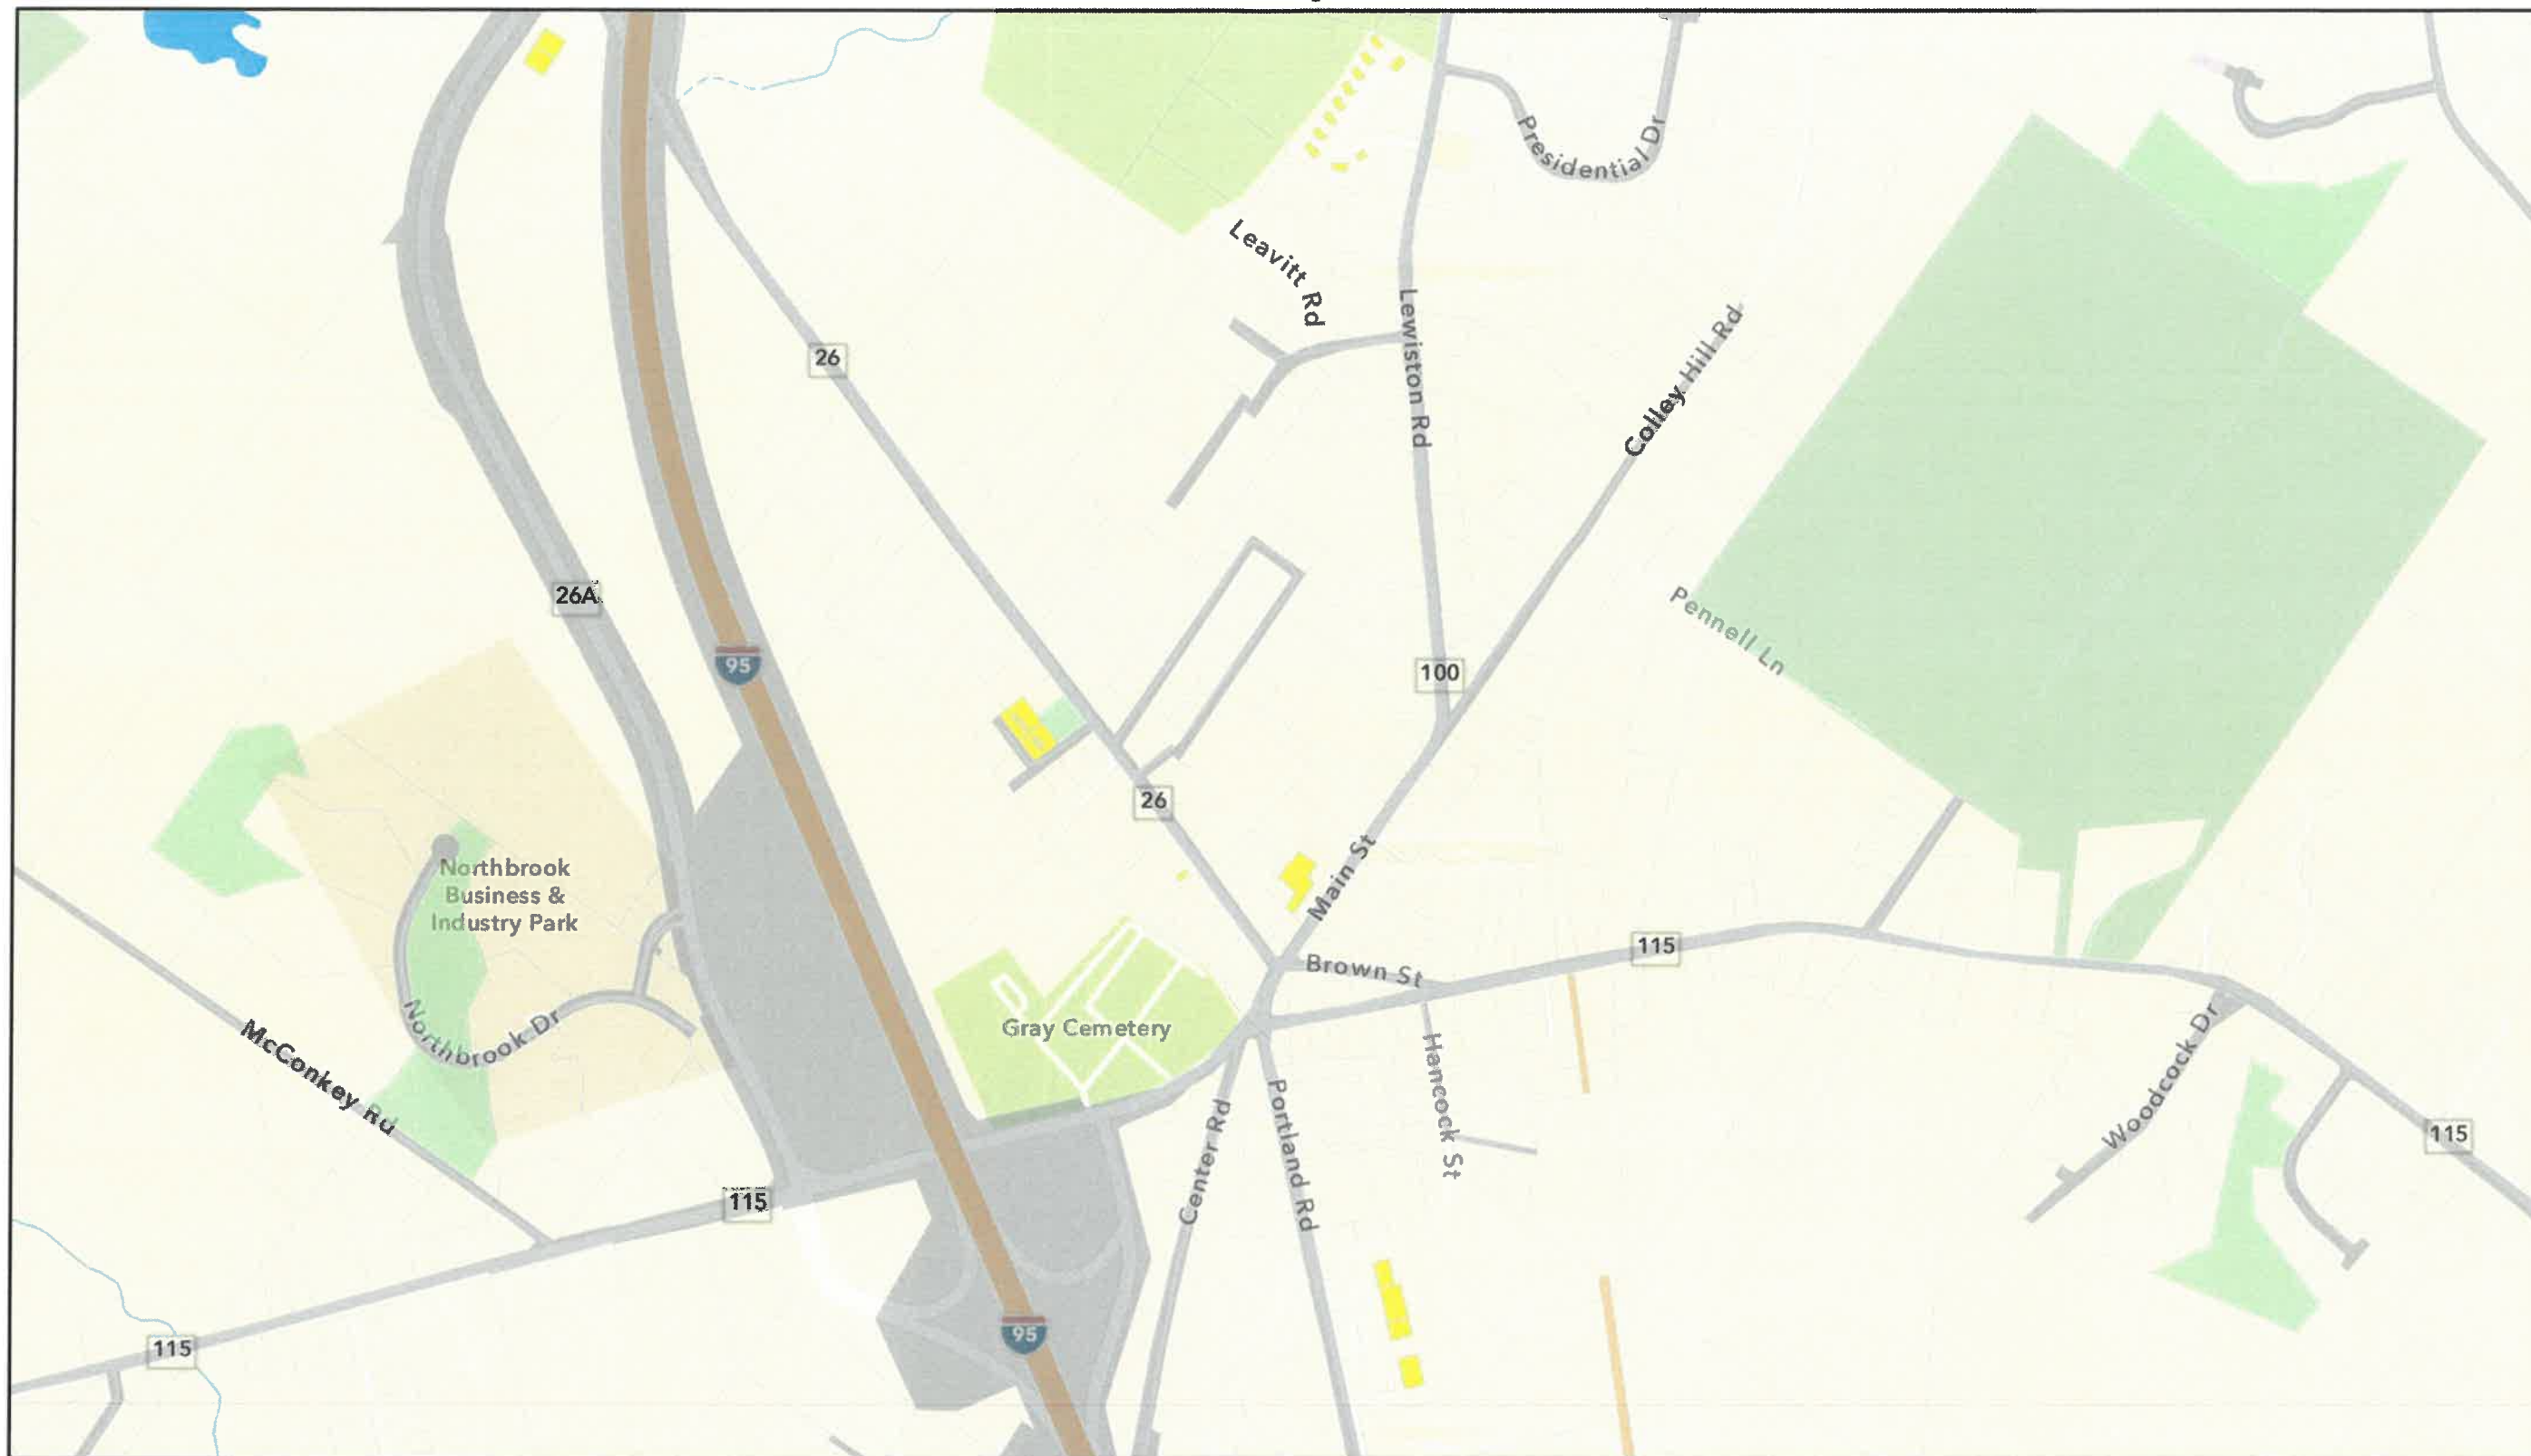 Presidential Dr
Leavitt Rd
Lewiston Rd
Colley Hill Rd
26
26A
95
Pennell Ln
100
26
Main St
Northbrook
Business &
Industry Park
Brown St
115
Northbrook Dr
McConkey Rd
Gray Cemetery
Hancock St
Woodcock Dr
Center Rd
Portland Rd
115
115
95
115